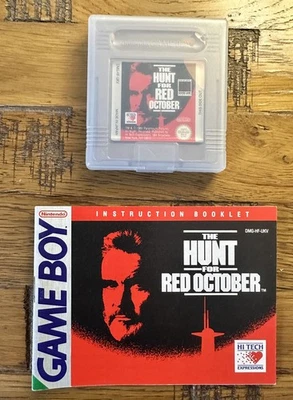 THE
HUNT
FOR
RED
OCTOBER
Nintendo
GAME BOY
INSTRUCTION BOOKLET
DMG-HF-UKV
THE
HUNT
FOR
RED OCTOBER
TM
HI TECH
EXPRESSIONS